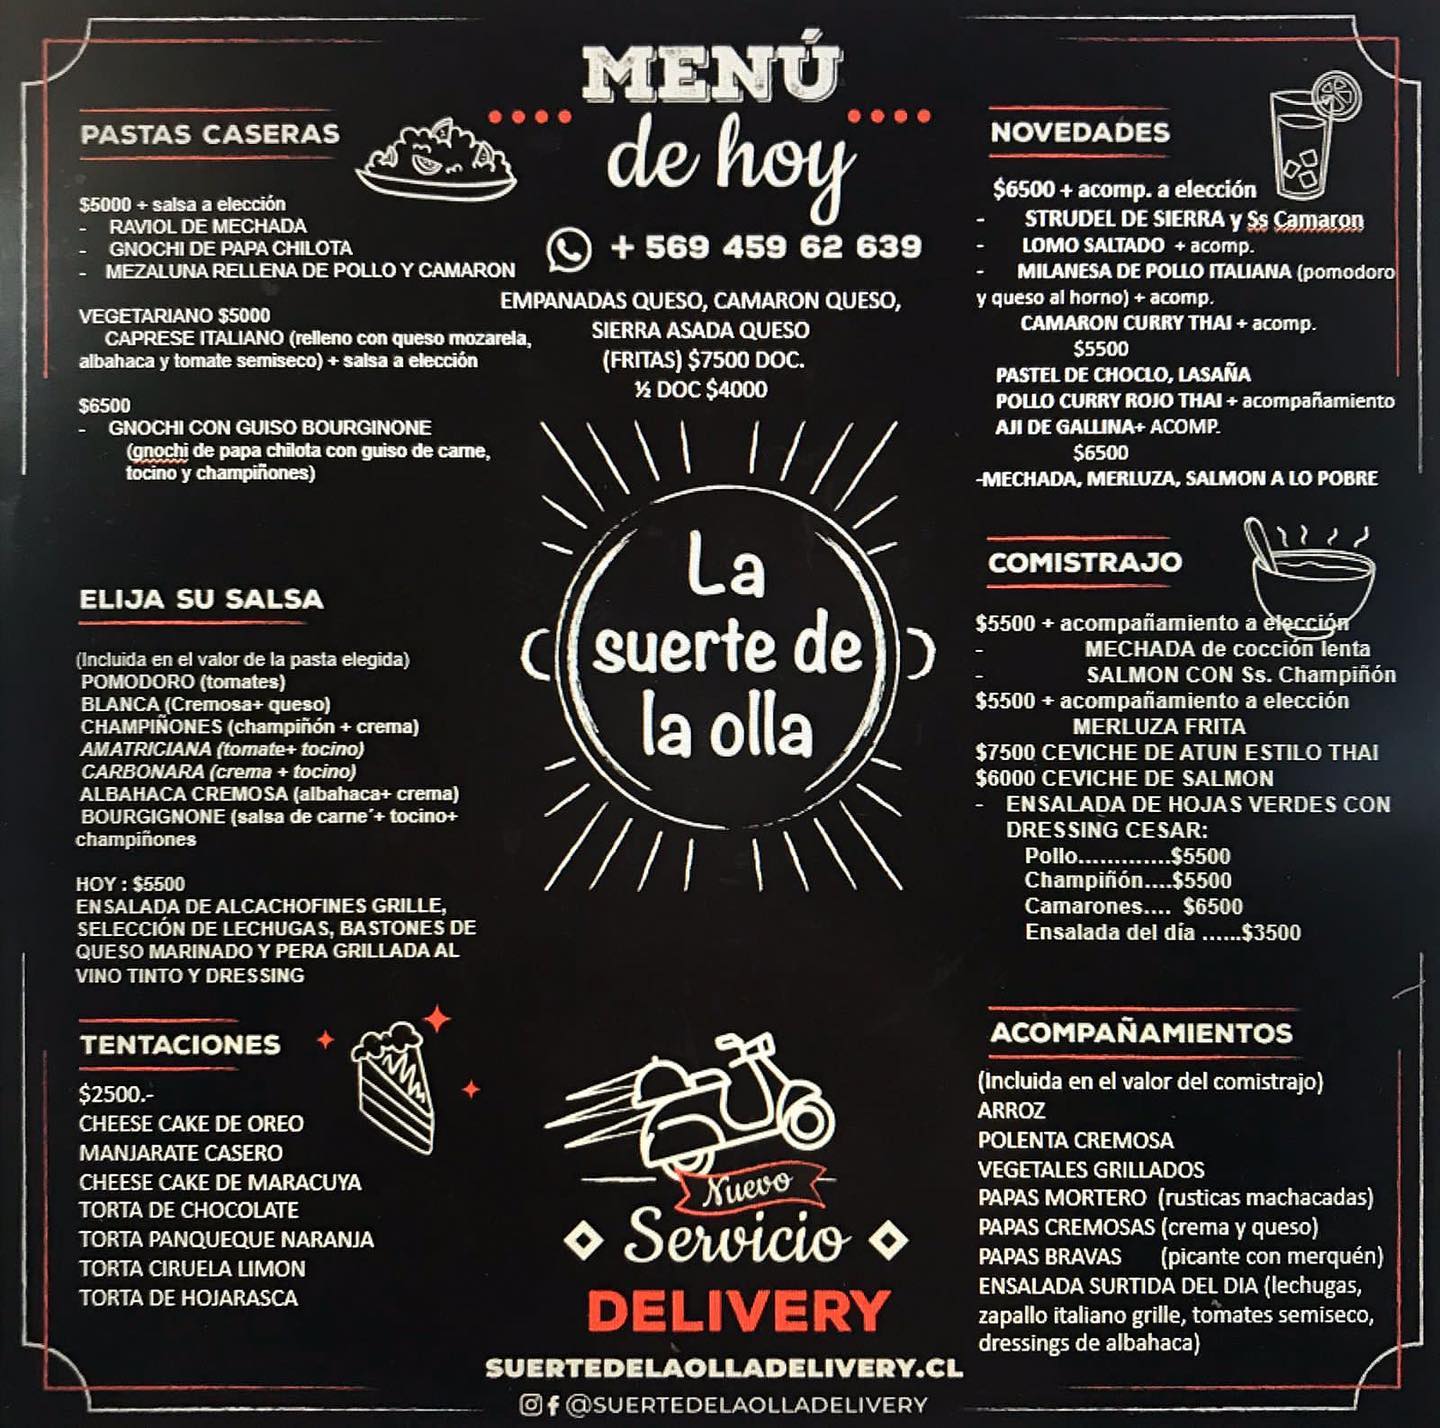 MENÚ
de hoy
+ 569 459 62 639
EMPANADAS QUESO, CAMARON QUESO,
SIERRA ASADA QUESO
(FRITAS) $7500 DOC.
½ DOC $4000
PASTAS CASERAS
$5000 + salsa a elección
- RAVIOL DE MECHADA
- GNOCHI DE PAPA CHILOTA
- MEZALUNA RELLENA DE POLLO Y CAMARON
VEGETARIANO $5000
CAPRESE ITALIANO (relleno con queso mozarela,
albahaca y tomate semiseco) + salsa a elección
$6500
- GNOCHI CON GUISO BOURGINONE
(gnochi de papa chilota con guiso de carne,
tocino y champiñones)
ELIJA SU SALSA
(Incluida en el valor de la pasta elegida)
POMODORO (tomates)
BLANCA (Cremosa+ queso)
CHAMPIÑONES (champiñón + crema)
AMATRICIANA (tomate+ tocino)
CARBONARA (crema + tocino)
ALBAHACA CREMOSA (albahaca+ crema)
BOURGIGNONE (salsa de carne´+ tocino+
champiñones
HOY : $5500
ENSALADA DE ALCACHOFINES GRILLE,
SELECCIÓN DE LECHUGAS, BASTONES DE
QUESO MARINADO Y PERA GRILLADA AL
VINO TINTO Y DRESSING
TENTACIONES
$2500.-
CHEESE CAKE DE OREO
MANJARATE CASERO
CHEESE CAKE DE MARACUYA
TORTA DE CHOCOLATE
TORTA PANQUEQUE NARANJA
TORTA CIRUELA LIMON
TORTA DE HOJARASCA
La
suerte de
la olla
Nuevo
Servicio
DELIVERY
SUERTEDELAOLLADELIVERY.CL
@SUERTEDELAOLLADELIVERY
NOVEDADES
$6500 + acomp. a elección
- STRUDEL DE SIERRA y Ss Camaron
- LOMO SALTADO + acomp.
- MILANESA DE POLLO ITALIANA (pomodoro
y queso al horno) + acomp.
CAMARON CURRY THAI + acomp.
$5500
PASTEL DE CHOCLO, LASAÑA
POLLO CURRY ROJO THAI + acompañamiento
AJI DE GALLINA+ ACOMP.
$6500
-MECHADA, MERLUZA, SALMON A LO POBRE
COMISTRAJO
$5500 + acompañamiento a elección
- MECHADA de cocción lenta
- SALMON CON Ss. Champiñón
$5500 + acompañamiento a elección
MERLUZA FRITA
$7500 CEVICHE DE ATUN ESTILO THAI
$6000 CEVICHE DE SALMON
- ENSALADA DE HOJAS VERDES CON
DRESSING CESAR:
Pollo.............$5500
Champiñón....$5500
Camarones.... $6500
Ensalada del día ......$3500
ACOMPAÑAMIENTOS
(Incluida en el valor del comistrajo)
ARROZ
POLENTA CREMOSA
VEGETALES GRILLADOS
PAPAS MORTERO (rusticas machacadas)
PAPAS CREMOSAS (crema y queso)
PAPAS BRAVAS (picante con merquén)
ENSALADA SURTIDA DEL DIA (lechugas,
zapallo italiano grille, tomates semiseco,
dressings de albahaca)